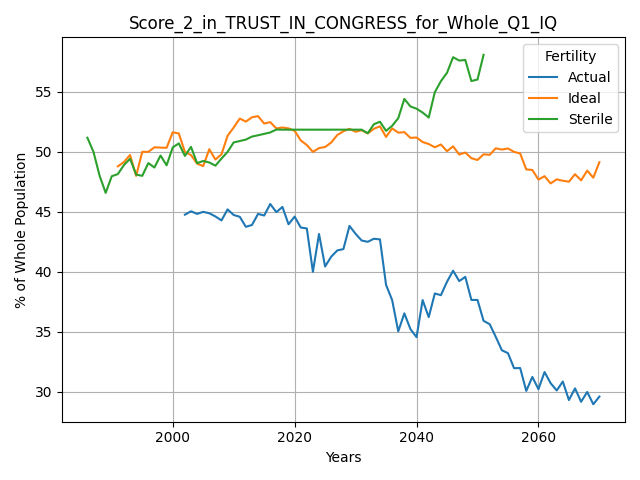 Score_2_in_TRUST_IN_CONGRESS_for_Whole_Q1_IQ
Fertility
Actual
Ideal
Sterile
% of Whole Population
55
50
45
40
35
30
2000
2020
2040
2060
Years